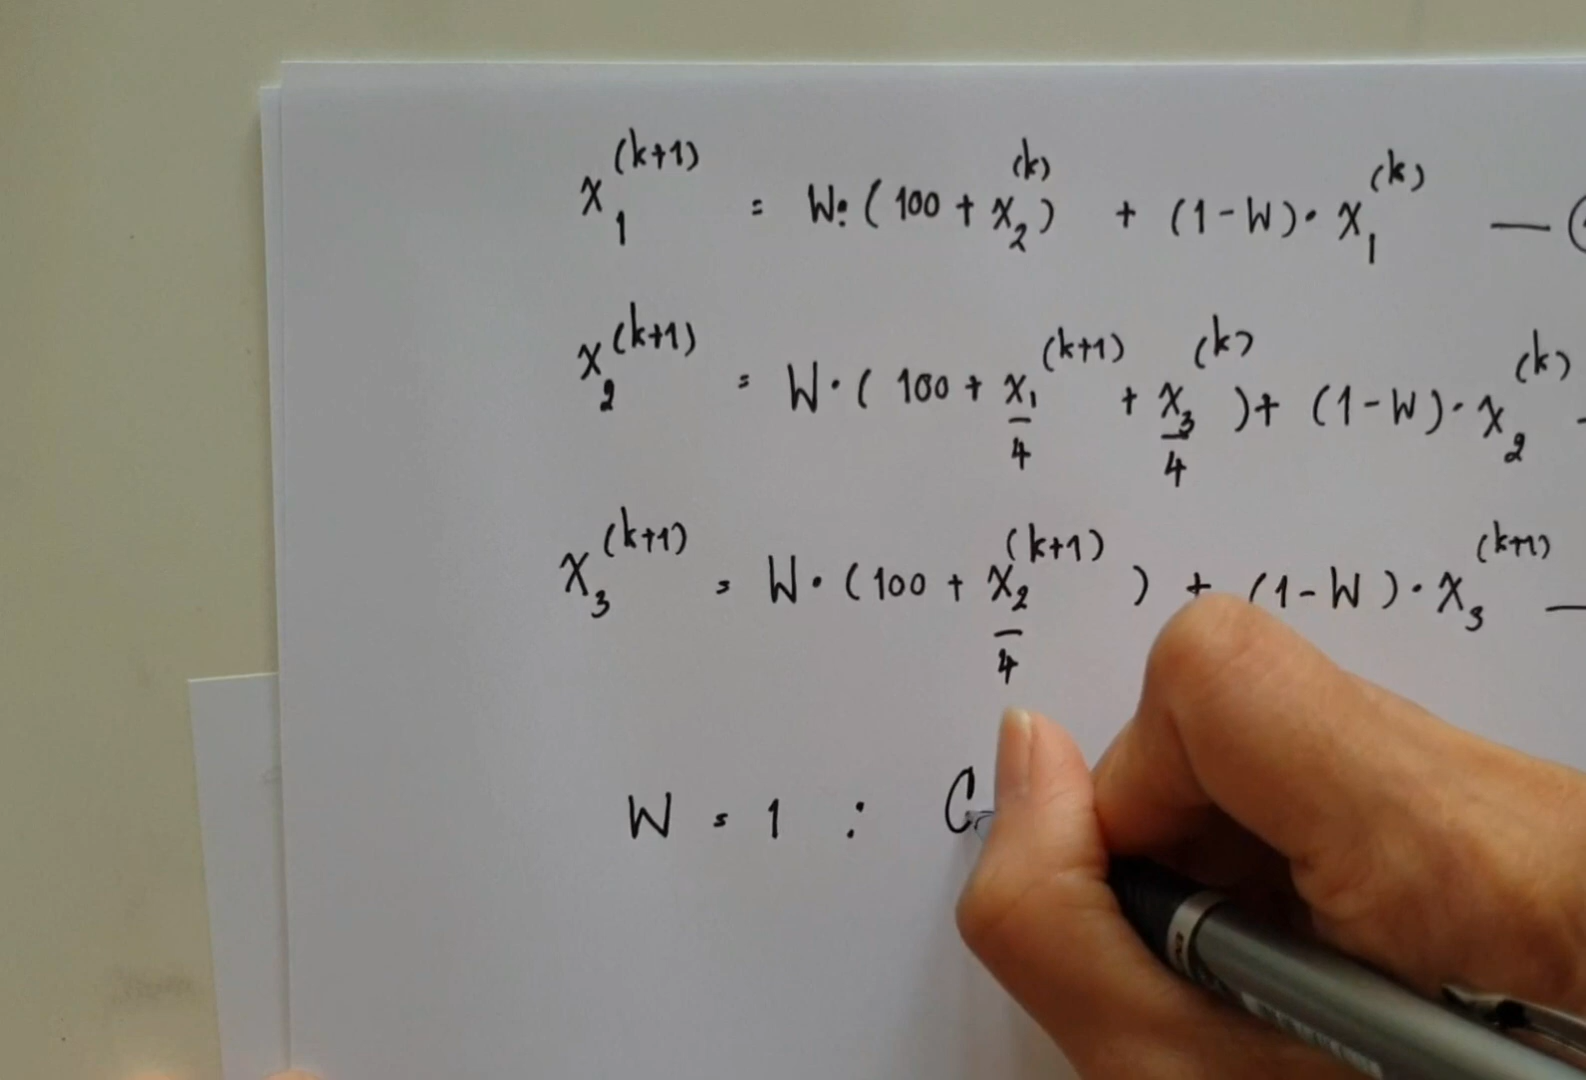 x₁^(k+1) = W·(100 + x₂^(k)) + (1-W)·x₁^(k) —
x₂^(k+1) = W·(100 + x₁^(k+1)/4 + x₃^(k)/4) + (1-W)·x₂^(k) -
x₃^(k+1) = W·(100 + x₂^(k+1)/4) + (1-W)·x₃^(k+1) —
W = 1 :